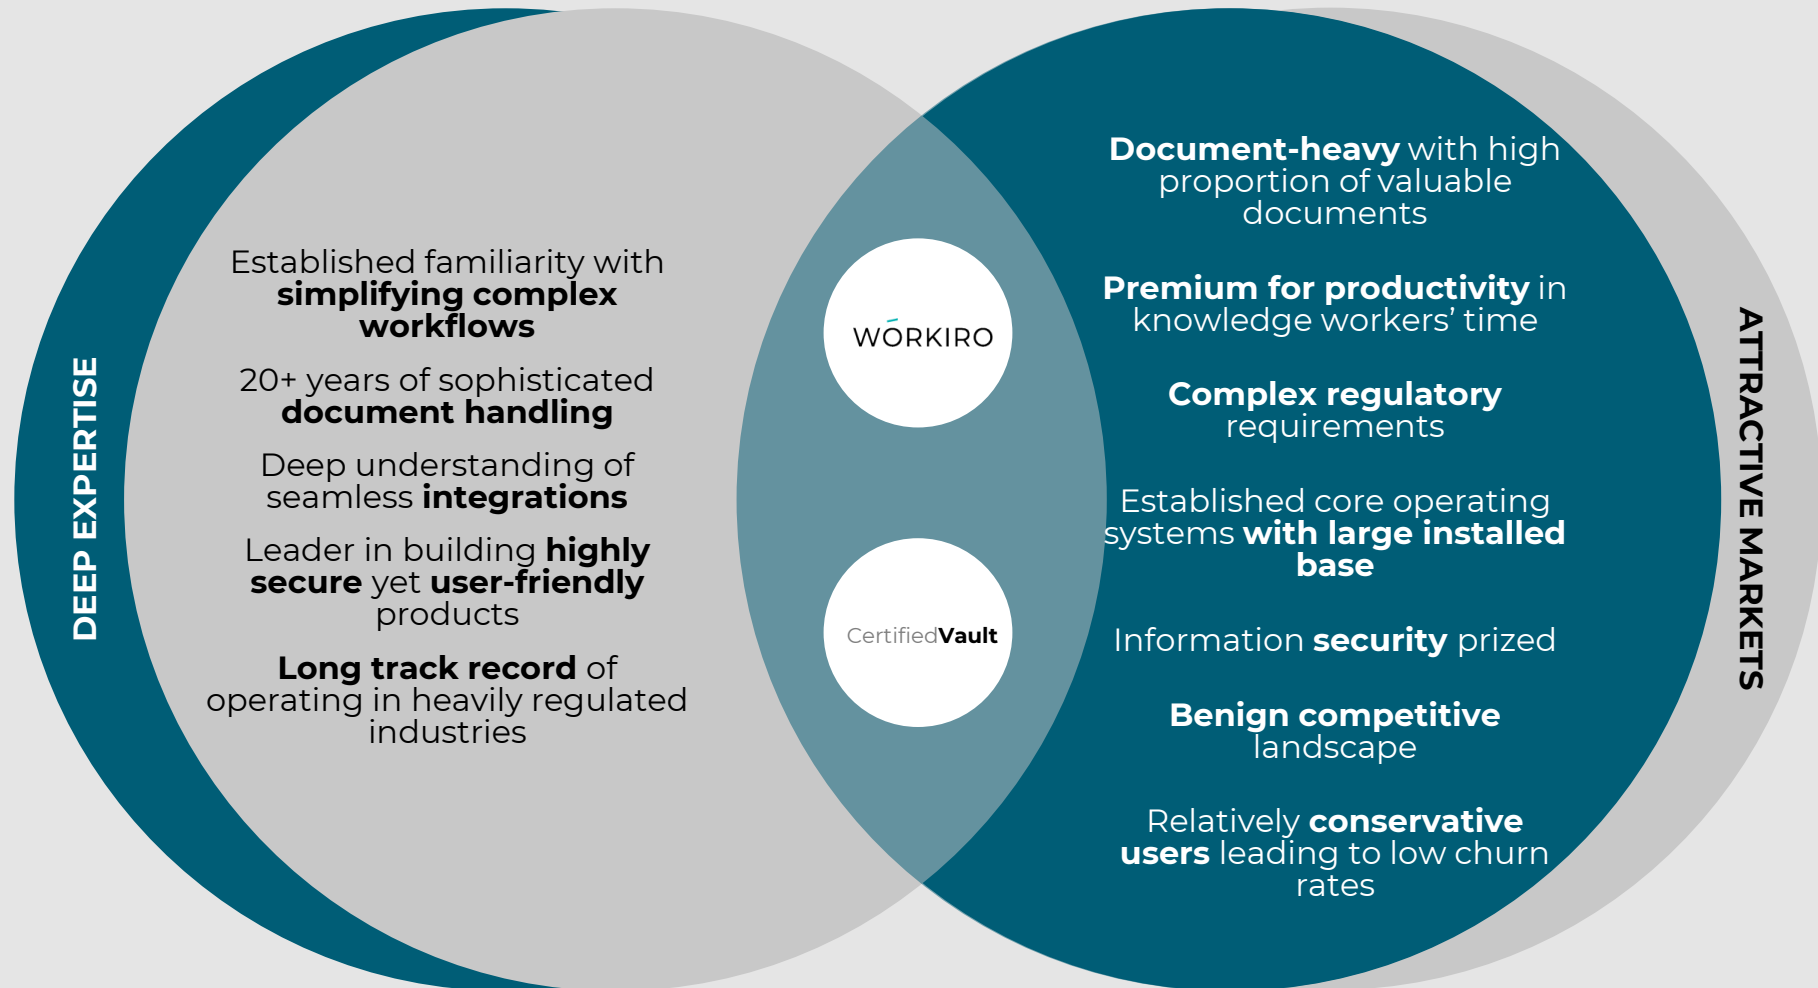 DEEP EXPERTISE
Established familiarity with
simplifying complex
workflows
20+ years of sophisticated
document handling
Deep understanding of
seamless integrations
Leader in building highly
secure yet user-friendly
products
Long track record of
operating in heavily regulated
industries
WORKIRO
CertifiedVault
Document-heavy with high
proportion of valuable
documents
Premium for productivity in
knowledge workers’ time
Complex regulatory
requirements
Established core operating
systems with large installed
base
Information security prized
Benign competitive
landscape
Relatively conservative
users leading to low churn
rates
ATTRACTIVE MARKETS